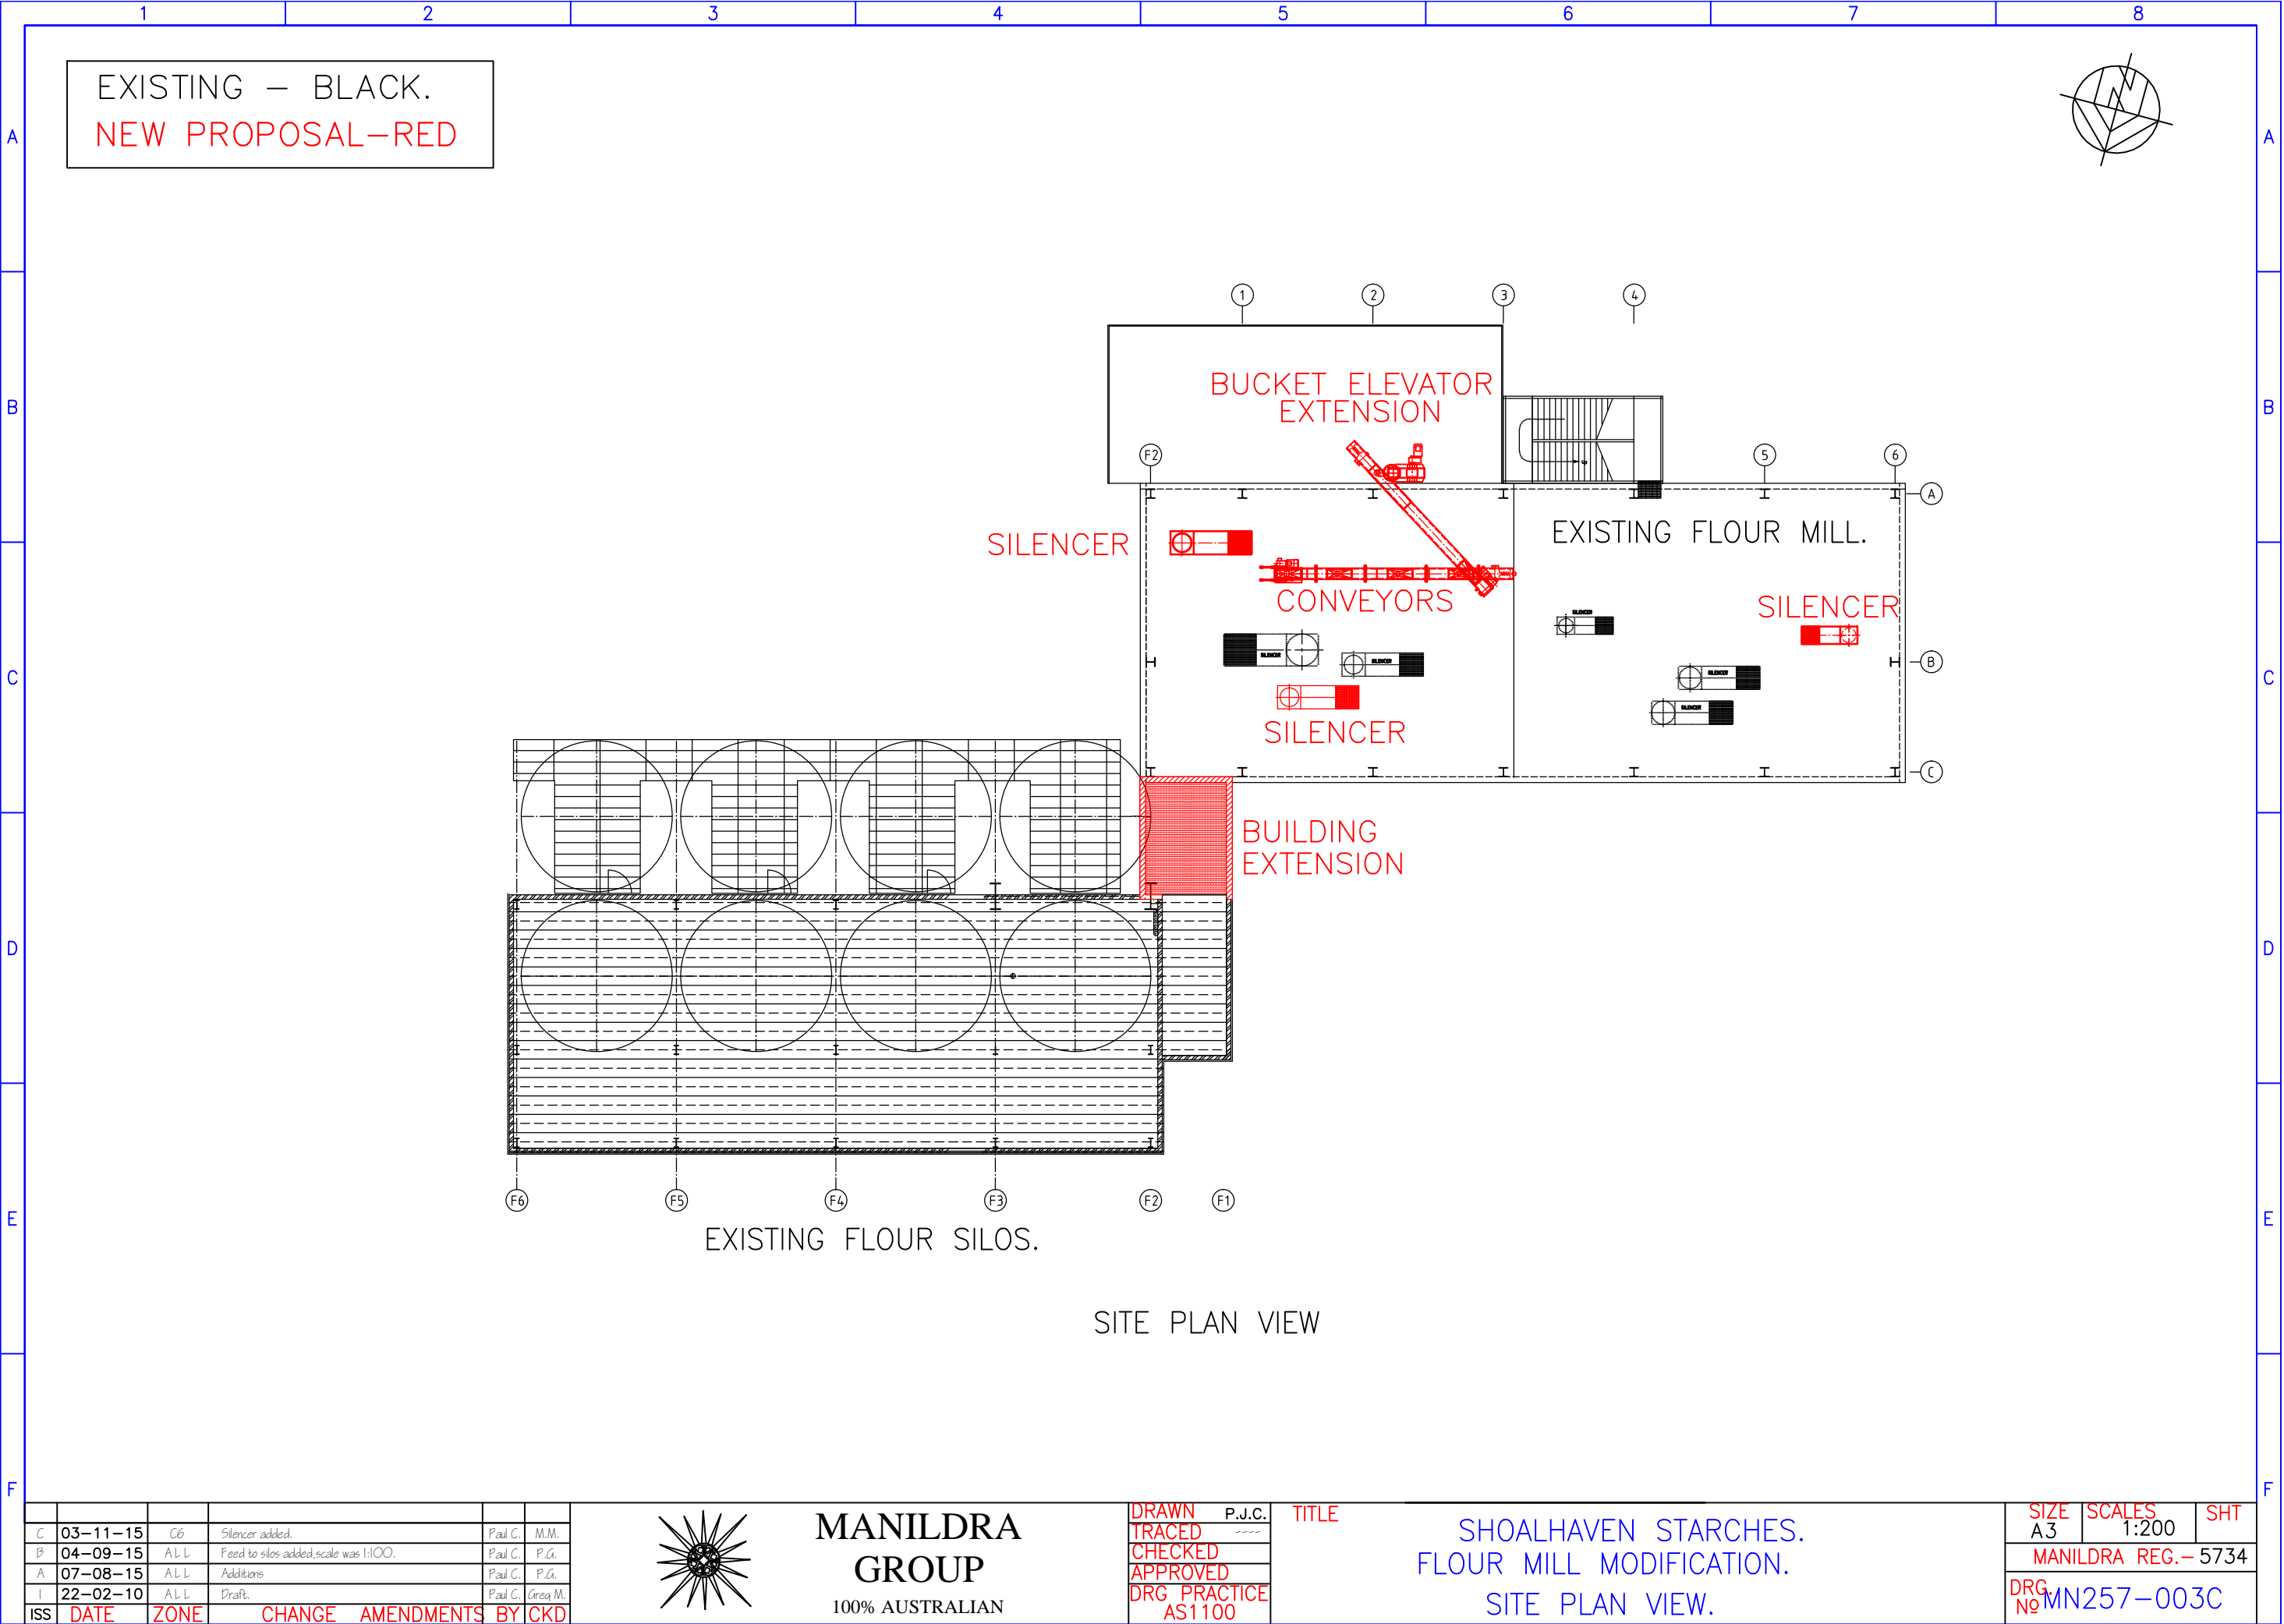 1 2 3 4 5 6 7 8
EXISTING – BLACK.
NEW PROPOSAL–RED
A A
1 2 3 4
BUCKET ELEVATOR
EXTENSION
B B
F2 5 6
A
EXISTING FLOUR MILL.
SILENCER
CONVEYORS
SILENCER
SILENCER
SILENCER
SILENCER
B
C C
SILENCER
SILENCER
SILENCER
C
BUILDING
EXTENSION
D D
F6 F5 F4 F3 F2 F1
E E
EXISTING FLOUR SILOS.
SITE PLAN VIEW
F F
C 03–11–15 C6 Silencer added. Paul C. M.M.
B 04–09–15 ALL Feed to silos added,scale was 1:100. Paul C. P.G.
A 07–08–15 ALL Additions Paul C. P.G.
1 22–02–10 ALL Draft. Paul C. Greg M.
ISS DATE ZONE CHANGE AMENDMENTS BY CKD
MANILDRA
GROUP
100% AUSTRALIAN
DRAWN P.J.C.
TRACED ----
CHECKED
APPROVED
DRG PRACTICE
AS1100
TITLE
SHOALHAVEN STARCHES.
FLOUR MILL MODIFICATION.
SITE PLAN VIEW.
SIZE SCALES SHT
A3 1:200
MANILDRA REG.– 5734
DRG.
Nº MN257–003C